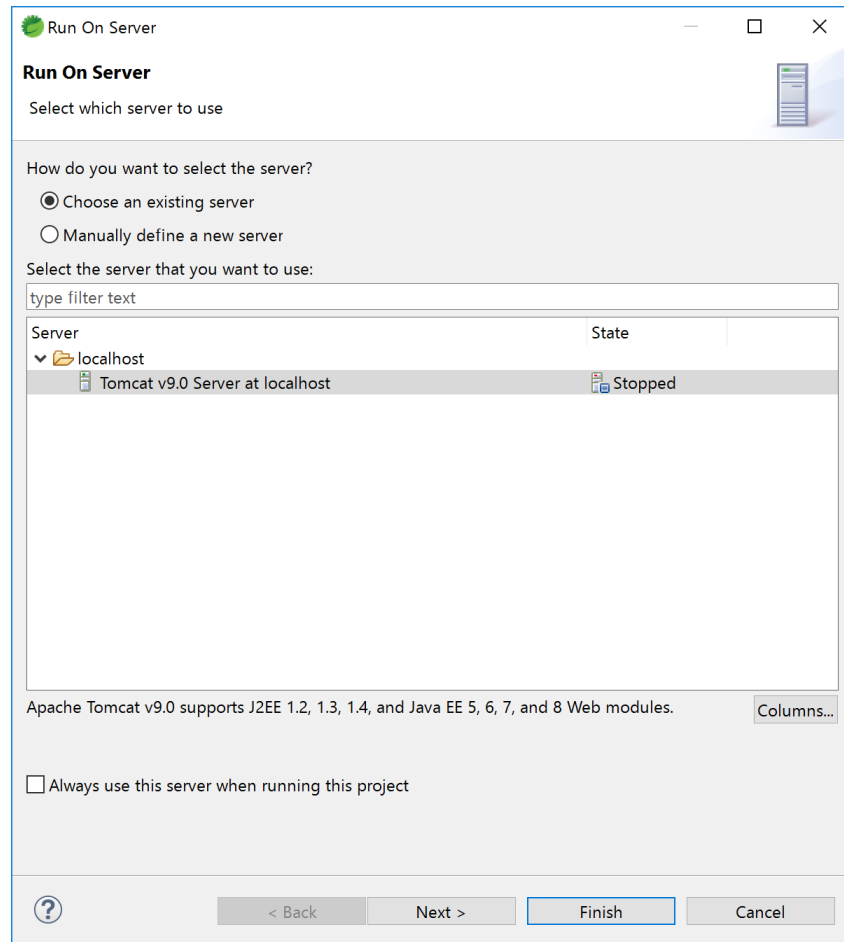 Run On Server
Run On Server
Select which server to use
How do you want to select the server?
Choose an existing server
Manually define a new server
Select the server that you want to use:
type filter text
Server State
localhost
Tomcat v9.0 Server at localhost Stopped
Apache Tomcat v9.0 supports J2EE 1.2, 1.3, 1.4, and Java EE 5, 6, 7, and 8 Web modules.
Columns...
Always use this server when running this project
? < Back Next > Finish Cancel